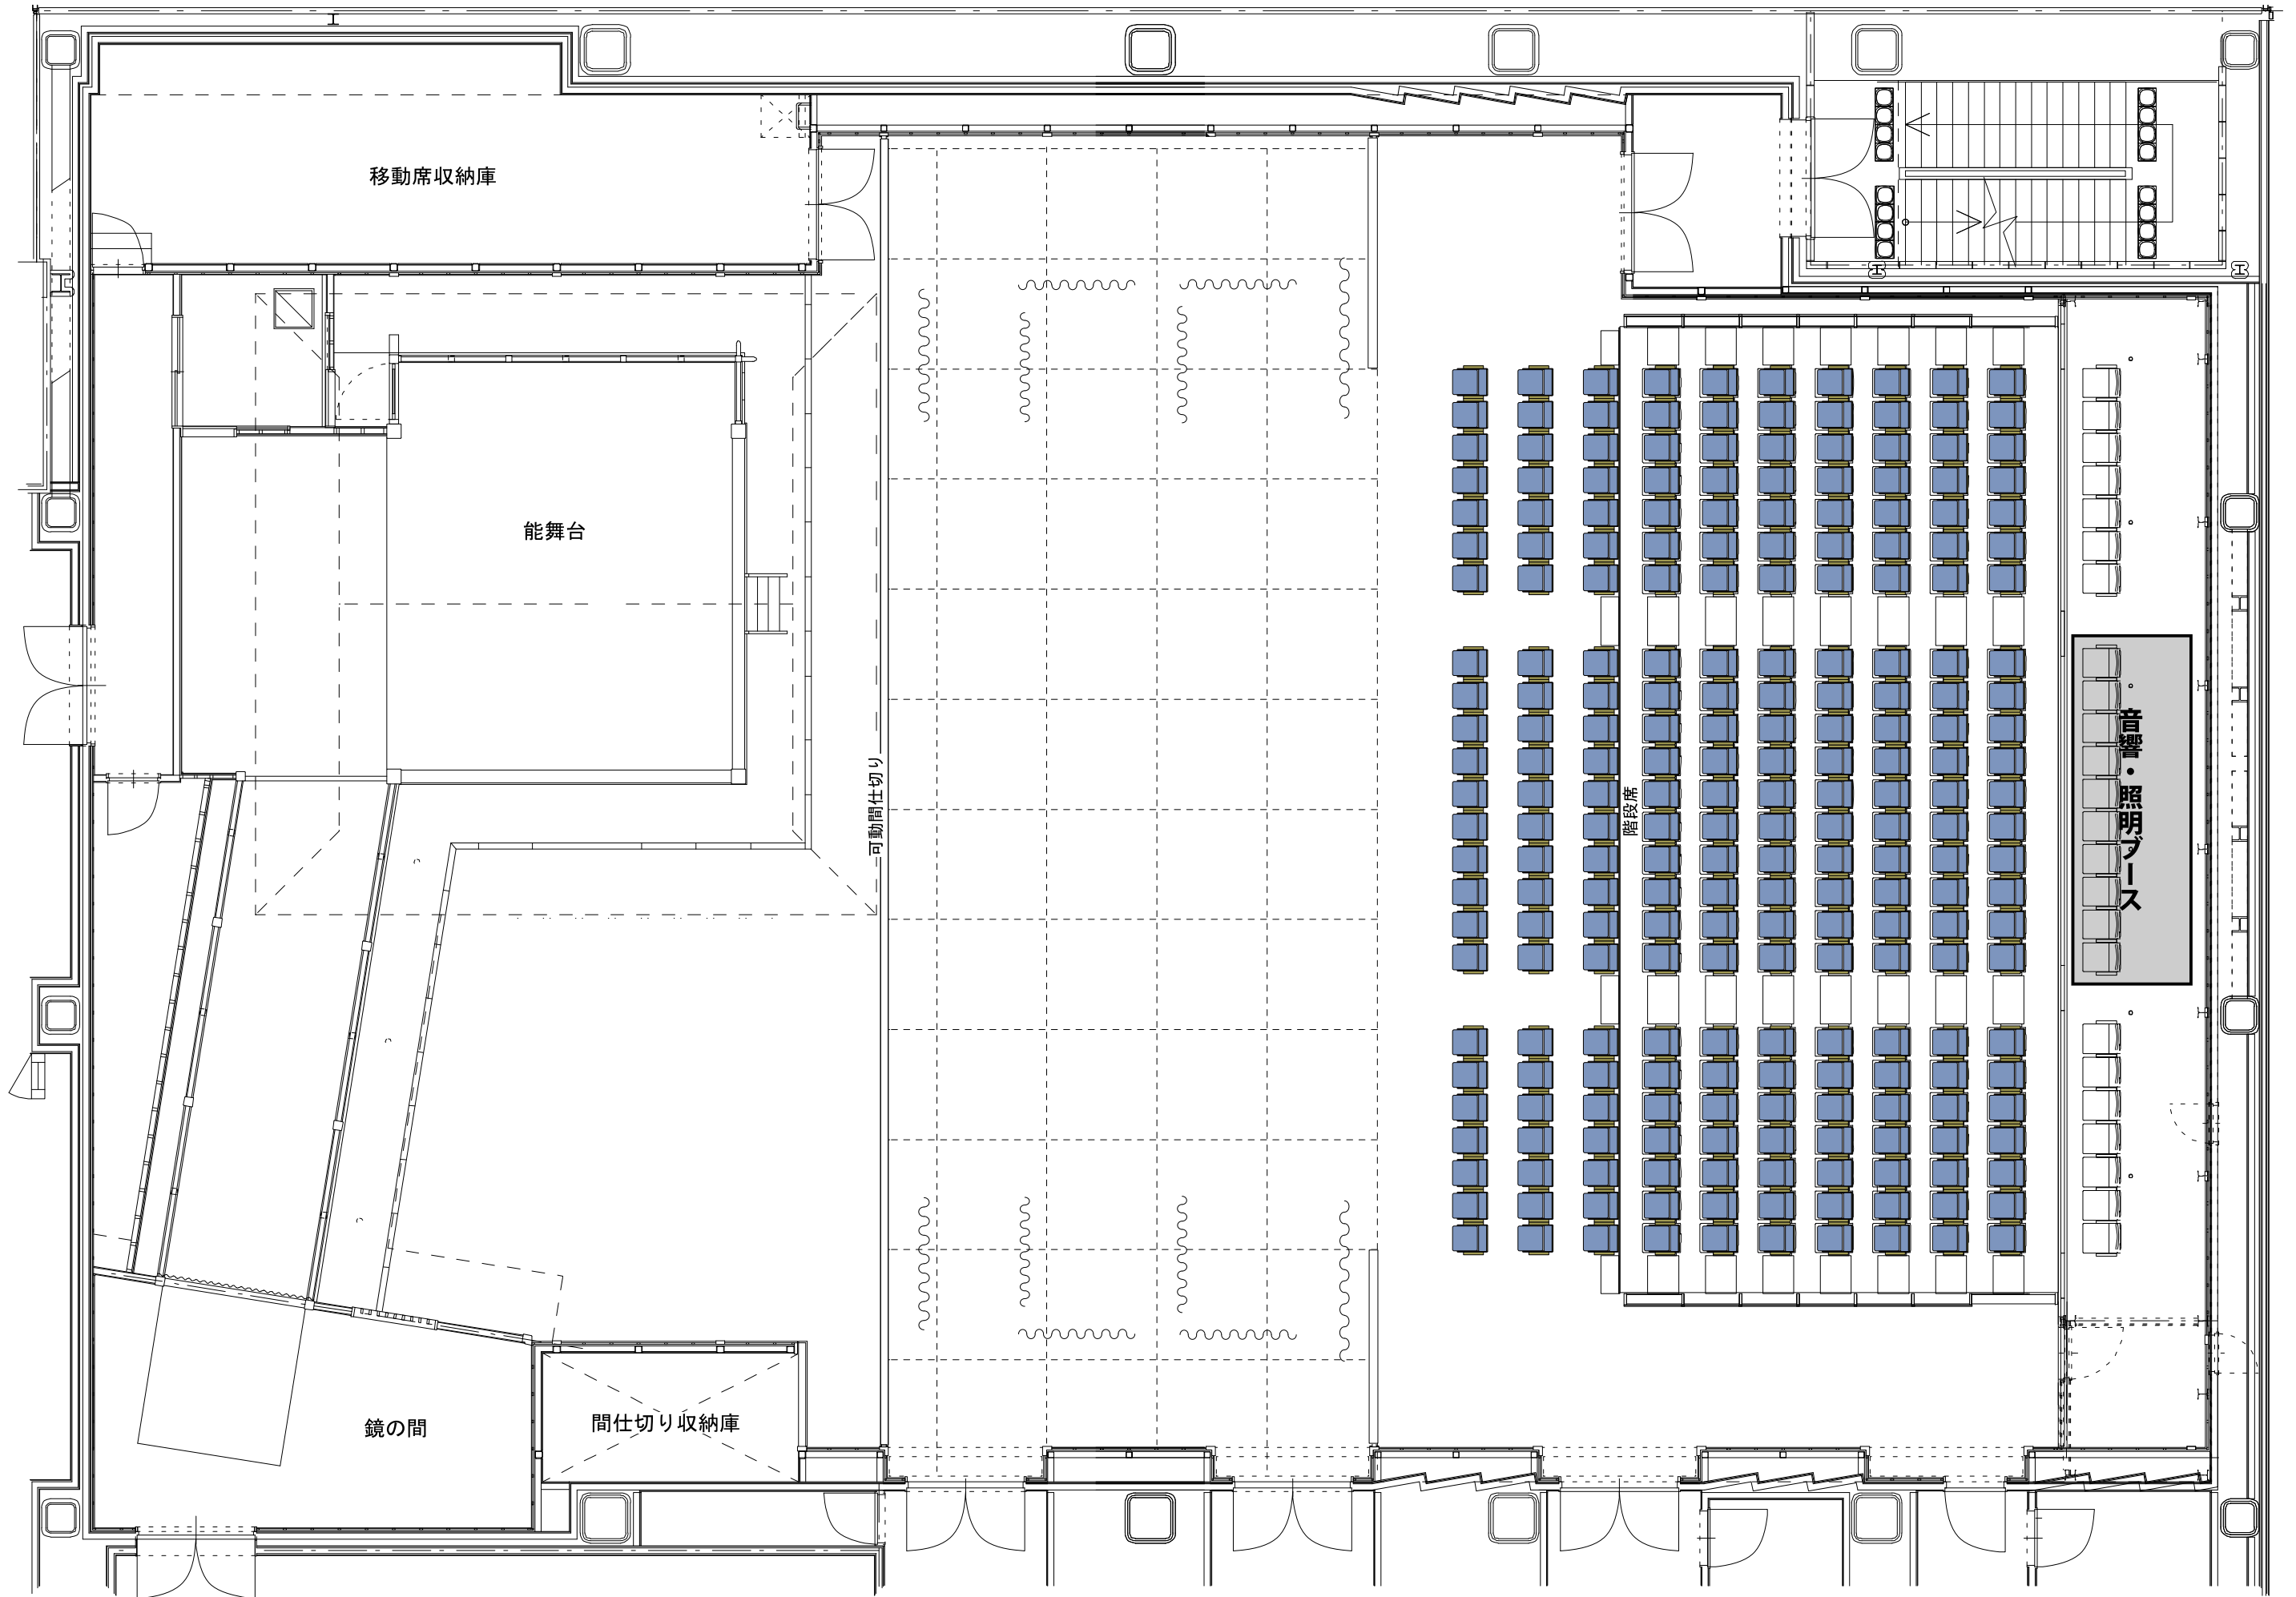 移動席収納庫
能舞台
可動間仕切り
階段席
音響・照明ブース
鏡の間
間仕切り収納庫